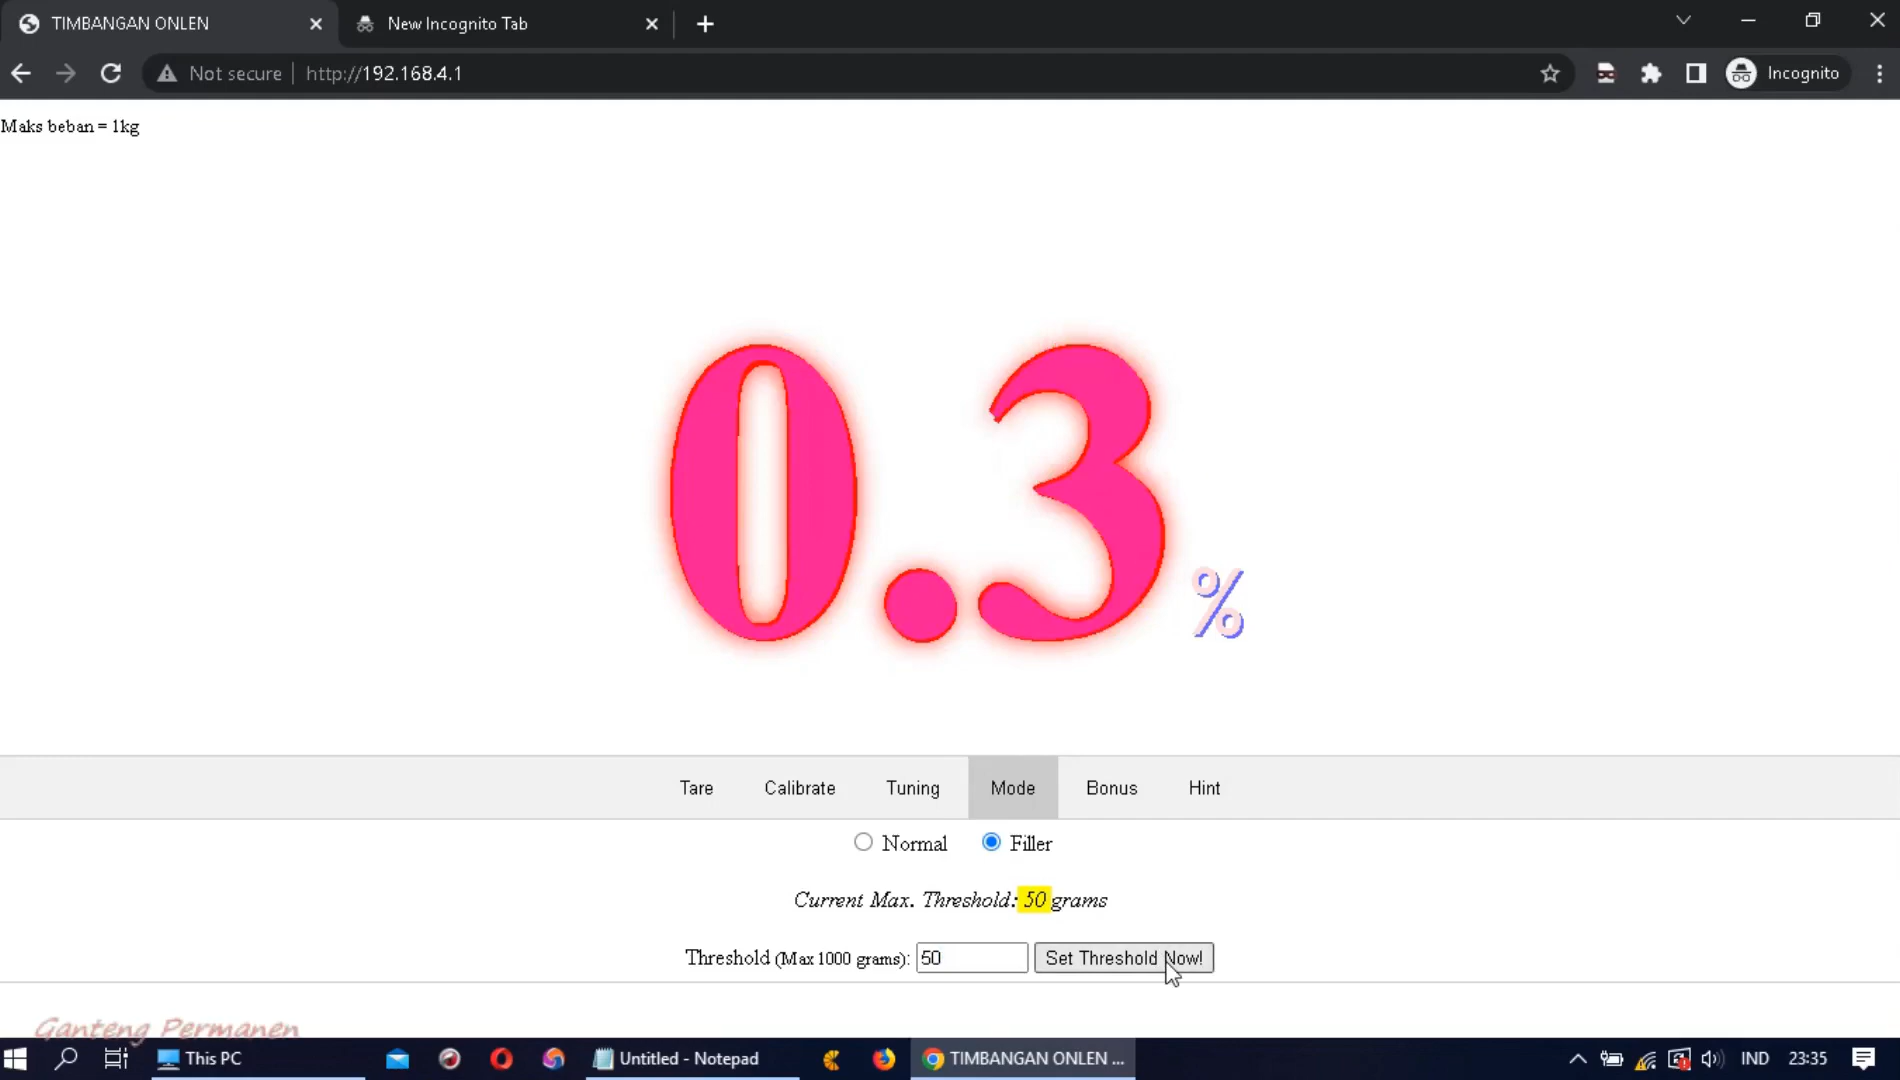 TIMBANGAN ONLEN
New Incognito Tab
Not secure http://192.168.4.1
Incognito
Maks beban = 1kg
0.3 %
Tare Calibrate Tuning Mode Bonus Hint
Normal Filler
Current Max. Threshold: 50 grams
Threshold (Max 1000 grams): 50 Set Threshold Now!
Ganteng Permanen
This PC Untitled - Notepad TIMBANGAN ONLEN ... IND 23:35